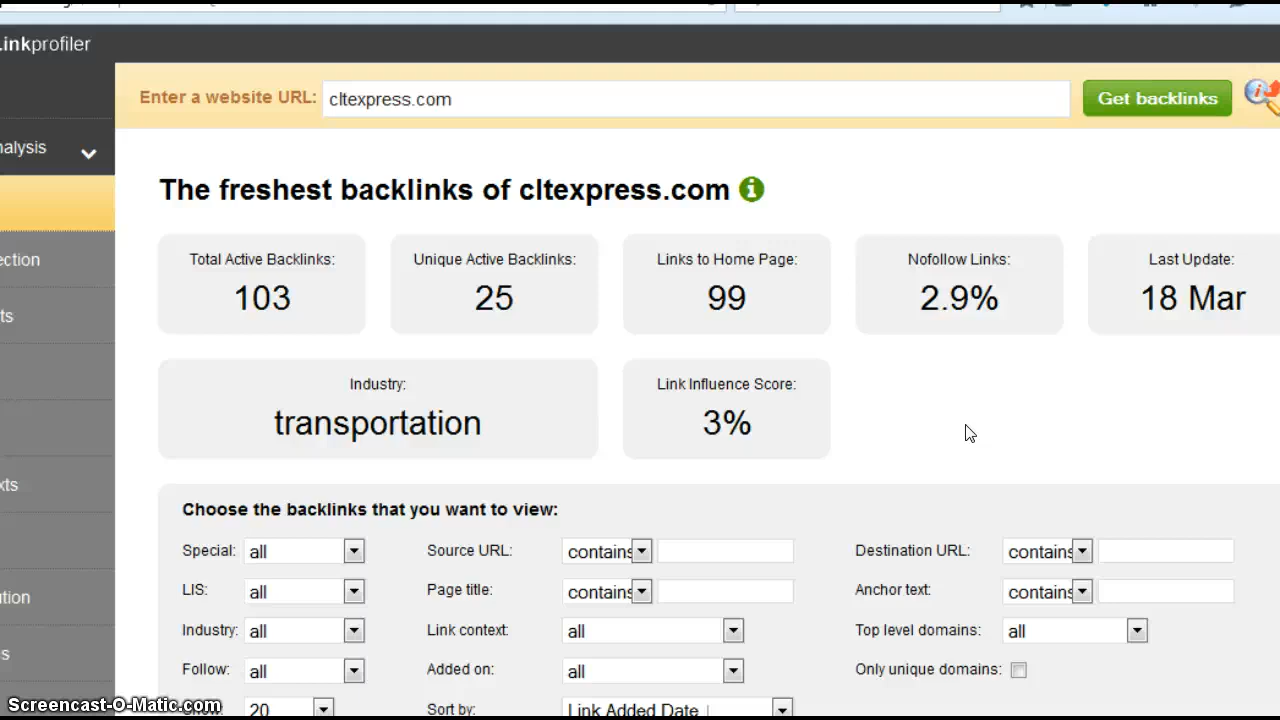 .inkprofiler
Enter a website URL: cltexpress.com Get backlinks
nalysis
The freshest backlinks of cltexpress.com
ection
ts
xts
ution
s
Total Active Backlinks: Unique Active Backlinks: Links to Home Page: Nofollow Links: Last Update:
103 25 99 2.9% 18 Mar
Industry: Link Influence Score:
transportation 3%
Choose the backlinks that you want to view:
Special: all Source URL: contains Destination URL: contains
LIS: all Page title: contains Anchor text: contains
Industry: all Link context: all Top level domains: all
Follow: all Added on: all Only unique domains:
Show: 20 Sort by: Link Added Date
Screencast-O-Matic.com